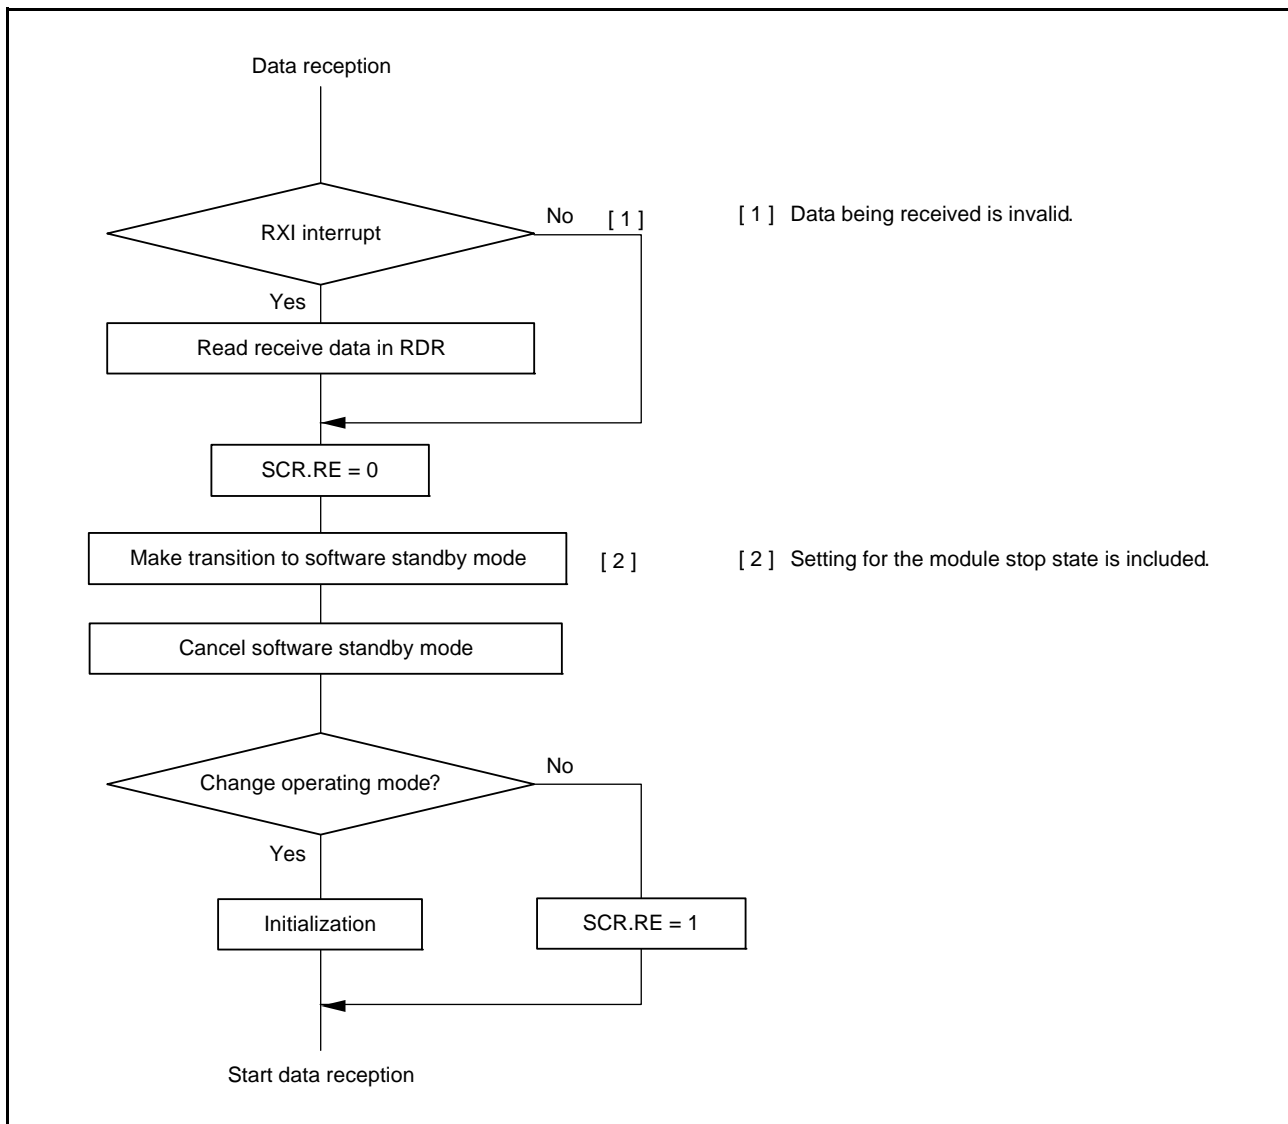 Data reception
RXI interrupt
No [ 1 ]
[ 1 ] Data being received is invalid.
Yes
Read receive data in RDR
SCR.RE = 0
Make transition to software standby mode
[ 2 ]
[ 2 ] Setting for the module stop state is included.
Cancel software standby mode
Change operating mode?
No
Yes
Initialization
SCR.RE = 1
Start data reception